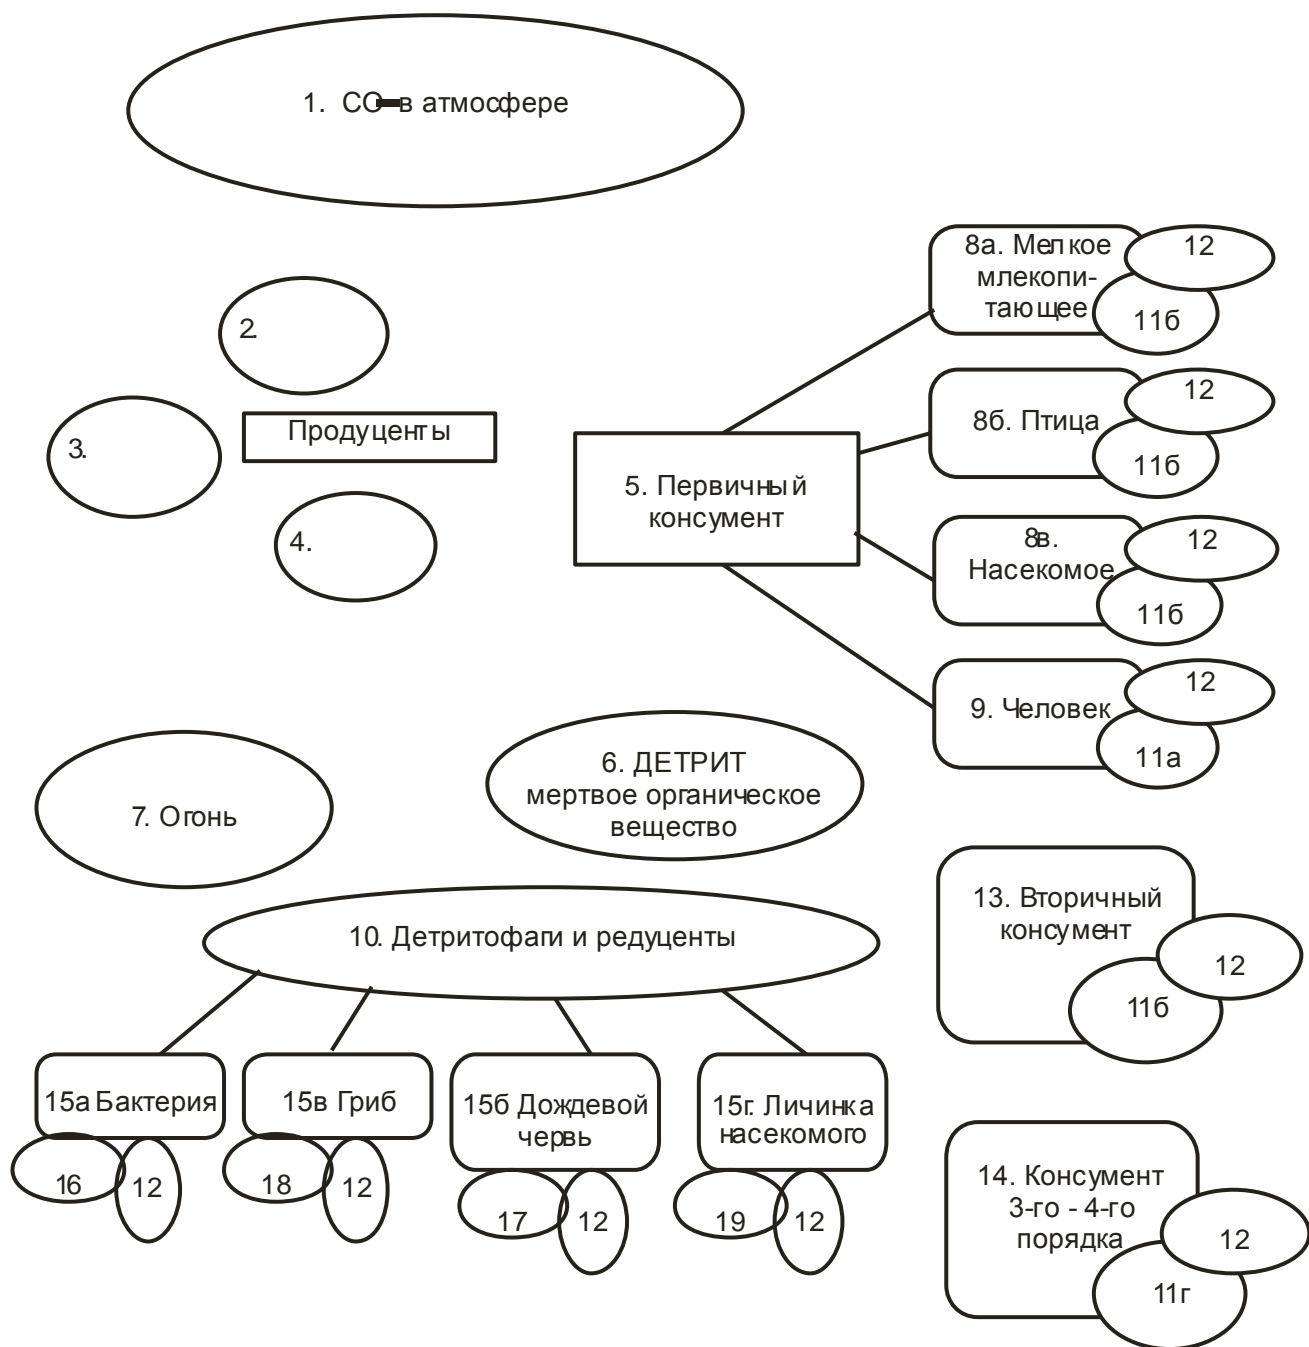 1. СО в атмосфере
8а. Мелкое
млекопи-
тающее
12
11б
2.
Продуценты
3.
4.
8б. Птица
12
11б
5. Первичный
консумент
8в.
Насекомое
12
11б
9. Человек
12
11а
6. ДЕТРИТ
мертвое органическое
вещество
7. Огонь
13. Вторичный
консумент
12
11б
10. Детритофаги и редуценты
15а Бактерия
16
12
15в Гриб
18
12
15б Дождевой
червь
17
12
15г. Личинка
насекомого
19
12
14. Консумент
3-го - 4-го
порядка
12
11г